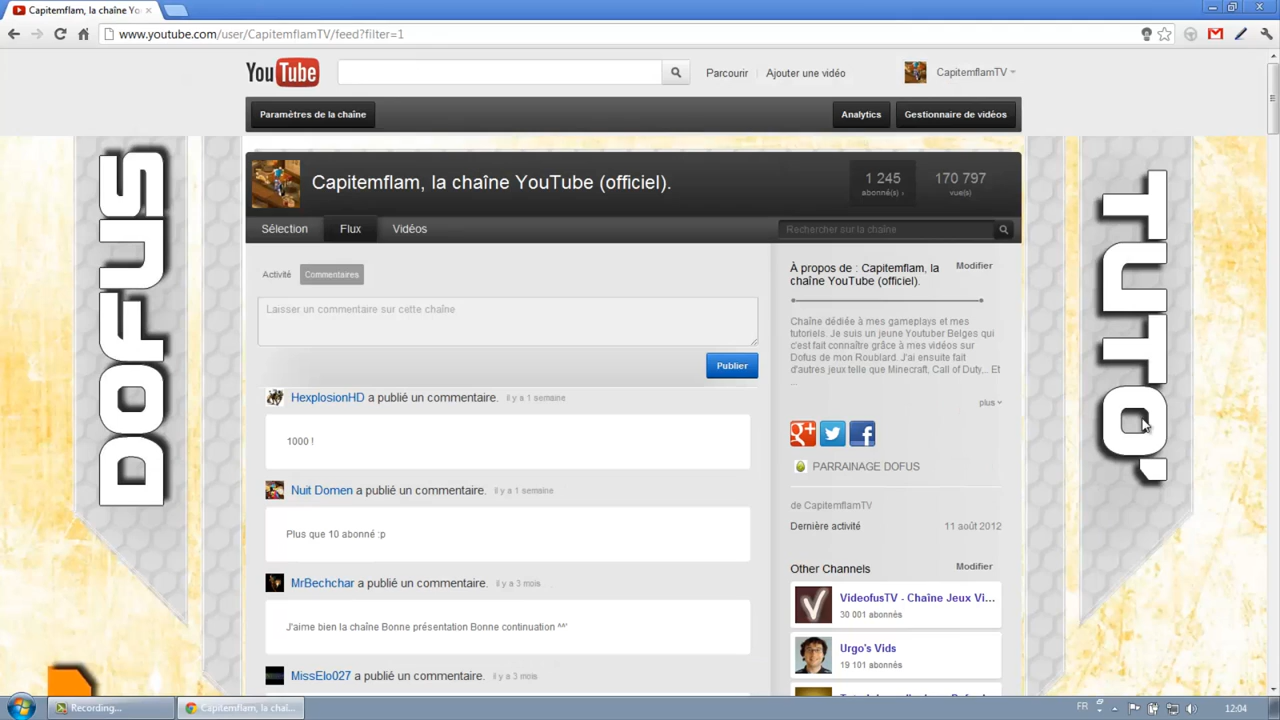 Capitemflam, la chaîne Yo
www.youtube.com/user/CapitemflamTV/feed?filter=1
YouTube
Parcourir
Ajouter une vidéo
CapitemflamTV
Paramètres de la chaîne
Analytics
Gestionnaire de vidéos
Capitemflam, la chaîne YouTube (officiel).
1 245
abonné(s) ›
170 797
vue(s)
Sélection
Flux
Vidéos
Rechercher sur la chaîne
DOFUS
TUTO'
Activité
Commentaires
Laisser un commentaire sur cette chaîne
Publier
HexplosionHD a publié un commentaire. il y a 1 semaine
1000 !
Nuit Domen a publié un commentaire. il y a 1 semaine
Plus que 10 abonné :p
MrBechchar a publié un commentaire. il y a 3 mois
J'aime bien la chaîne Bonne présentation Bonne continuation ^^'
MissElo027 a publié un commentaire. il y a 3 mois
À propos de : Capitemflam, la
chaîne YouTube (officiel).
Modifier
Chaîne dédiée à mes gameplays et mes
tutoriels. Je suis un jeune Youtuber Belges qui
c'est fait connaître grâce à mes vidéos sur
Dofus de mon Roublard. J'ai ensuite fait
d'autres jeux telle que Minecraft, Call of Duty,.. Et
...
plus
PARRAINAGE DOFUS
de CapitemflamTV
Dernière activité
11 août 2012
Other Channels
Modifier
VideofusTV - Chaîne Jeux Vi...
30 001 abonnés
Urgo's Vids
19 101 abonnés
Recording...
Capitemflam, la chaî...
FR
12:04